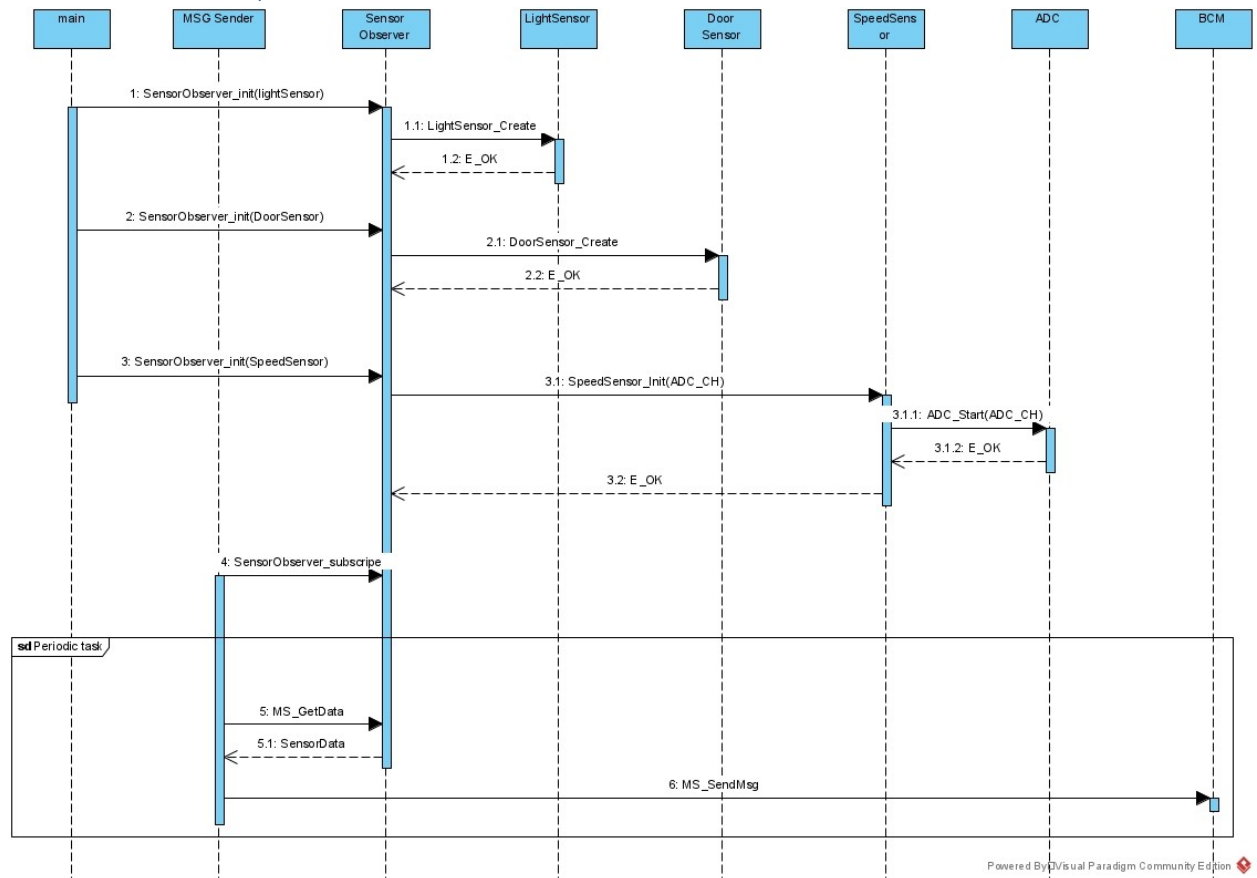 main
MSG Sender
Sensor
Observer
LightSensor
Door
Sensor
SpeedSens
or
ADC
BCM
1: SensorObserver_init(lightSensor)
1.1: LightSensor_Create
1.2: E_OK
2: SensorObserver_init(DoorSensor)
2.1: DoorSensor_Create
2.2: E_OK
3: SensorObserver_init(SpeedSensor)
3.1: SpeedSensor_Init(ADC_CH)
3.1.1: ADC_Start(ADC_CH)
3.1.2: E_OK
3.2: E_OK
4: SensorObserver_subscripe
sd Periodic task
5: MS_GetData
5.1: SensorData
6: MS_SendMsg
Powered By Visual Paradigm Community Edition